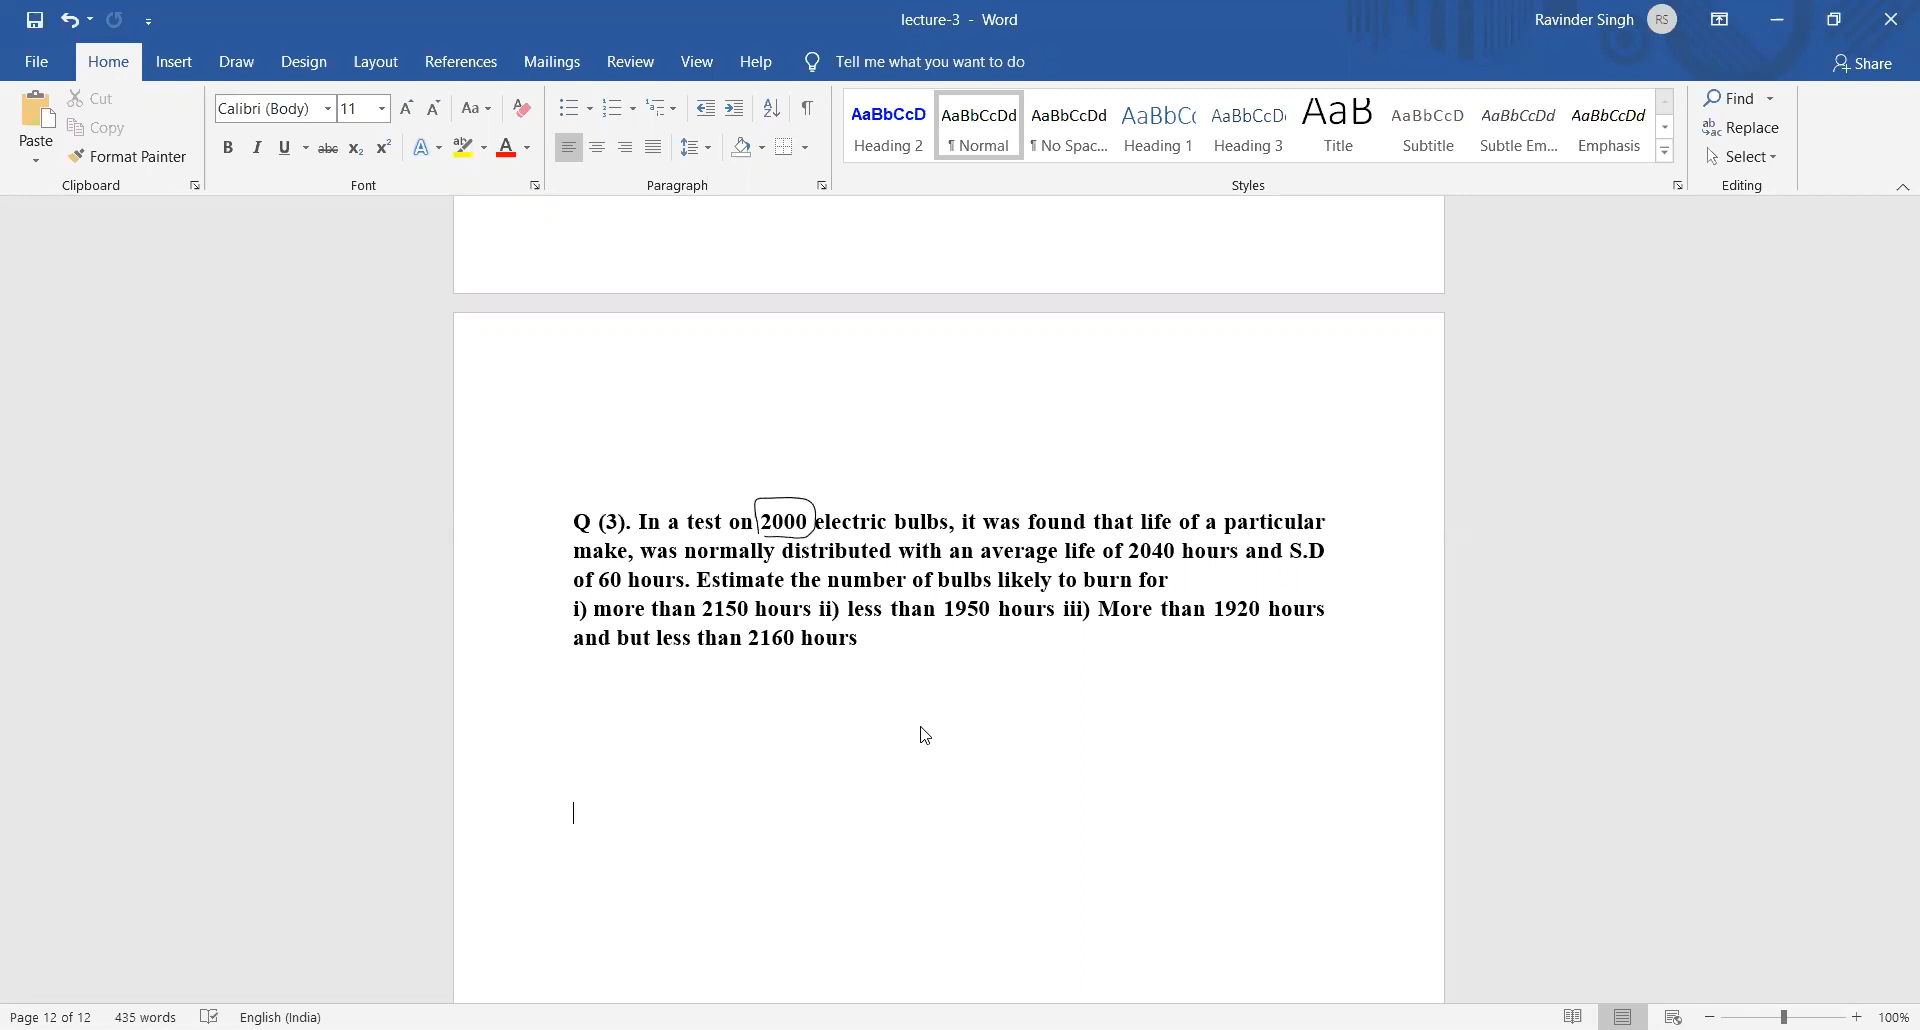 lecture-3 - Word
Ravinder Singh RS
File Home Insert Draw Design Layout References Mailings Review View Help Tell me what you want to do Share
Paste
Cut
Copy
Format Painter
Clipboard
Calibri (Body) 11 Aa
B I U abc x₂ x² A ab A
Font
Paragraph
AaBbCcD AaBbCcDd AaBbCcDd AaBbCc AaBbCcD AaB AaBbCcD AaBbCcDd AaBbCcDd
Heading 2 ¶ Normal ¶ No Spac... Heading 1 Heading 3 Title Subtitle Subtle Em... Emphasis
Styles
Find
Replace
Select
Editing
Q (3). In a test on 2000 electric bulbs, it was found that life of a particular
make, was normally distributed with an average life of 2040 hours and S.D
of 60 hours. Estimate the number of bulbs likely to burn for
i) more than 2150 hours ii) less than 1950 hours iii) More than 1920 hours
and but less than 2160 hours
Page 12 of 12 435 words English (India) 100%